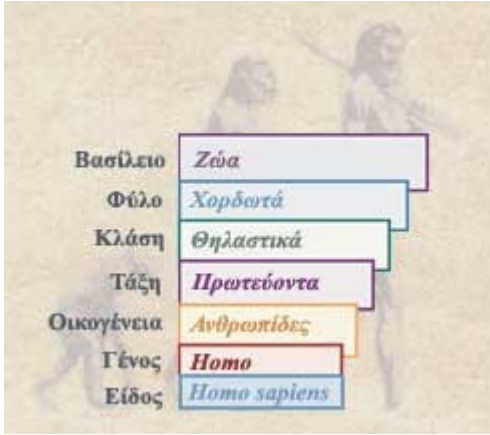 Βασίλειο Ζώα
Φύλο Χορδωτά
Κλάση Θηλαστικά
Τάξη Πρωτεύοντα
Οικογένεια Ανθρωπίδες
Γένος Homo
Είδος Homo sapiens